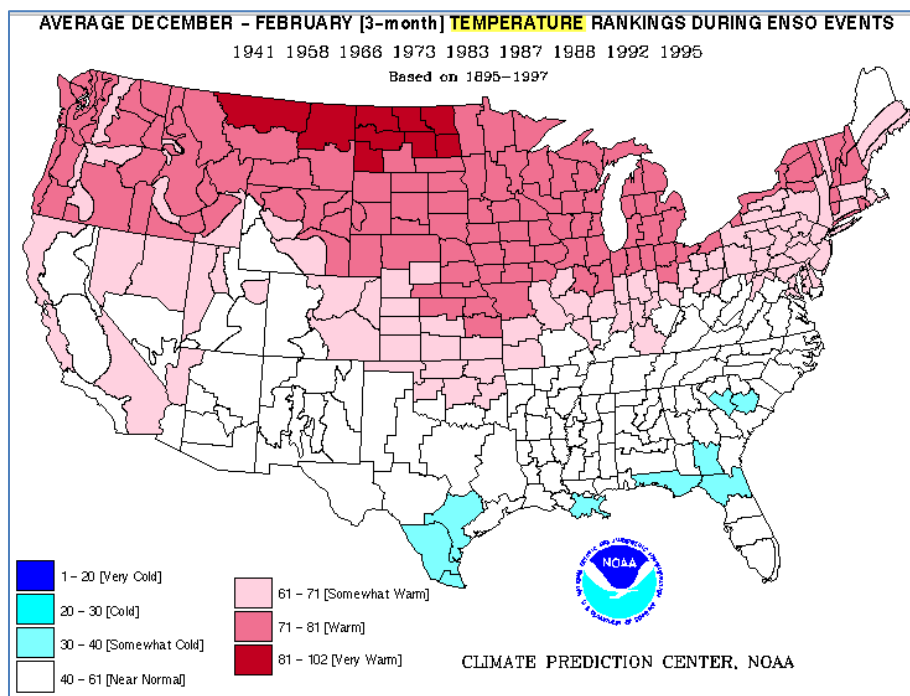 AVERAGE DECEMBER - FEBRUARY [3-month] TEMPERATURE RANKINGS DURING ENSO EVENTS
1941 1958 1966 1973 1983 1987 1988 1992 1995
Based on 1895-1997
1 - 20 [Very Cold]
20 - 30 [Cold]
30 - 40 [Somewhat Cold]
40 - 61 [Near Normal]
61 - 71 [Somewhat Warm]
71 - 81 [Warm]
81 - 102 [Very Warm]
NOAA
CLIMATE PREDICTION CENTER, NOAA